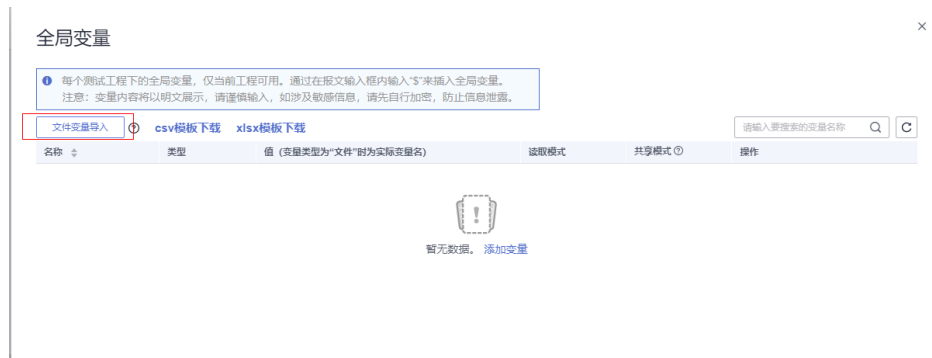 全局变量
每个测试工程下的全局变量，仅当前工程可用。通过在报文输入框内输入“$”来插入全局变量。
注意：变量内容将以明文展示，请谨慎输入，如涉及敏感信息，请先自行加密，防止信息泄露。
文件变量导入 csv模板下载 xlsx模板下载 请输入要搜索的变量名称
名称 类型 值（变量类型为“文件”时为实际变量名） 读取模式 共享模式 操作
暂无数据。 添加变量